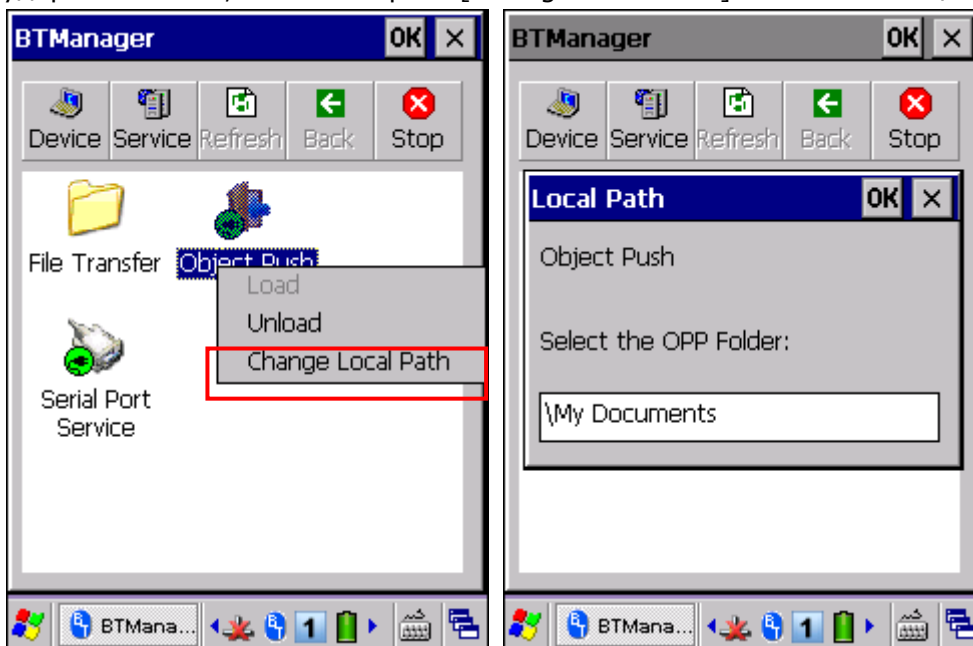 BTManager OK
Device Service Refresh Back Stop
File Transfer Object Push
Load
Unload
Change Local Path
Serial Port
Service
BTMana... 1
BTManager OK
Device Service Refresh Back Stop
Local Path OK
Object Push
Select the OPP Folder:
\My Documents
BTMana... 1